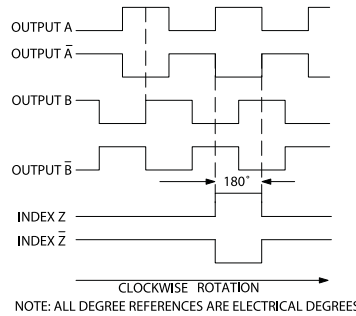 OUTPUT A
OUTPUT A̅
OUTPUT B
OUTPUT B̅
180°
INDEX Z
INDEX Z̅
CLOCKWISE ROTATION
NOTE: ALL DEGREE REFERENCES ARE ELECTRICAL DEGREES